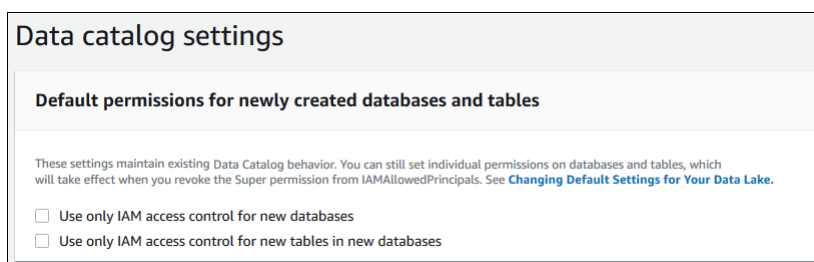 Data catalog settings
Default permissions for newly created databases and tables
These settings maintain existing Data Catalog behavior. You can still set individual permissions on databases and tables, which
will take effect when you revoke the Super permission from IAMAllowedPrincipals. See Changing Default Settings for Your Data Lake.
Use only IAM access control for new databases
Use only IAM access control for new tables in new databases